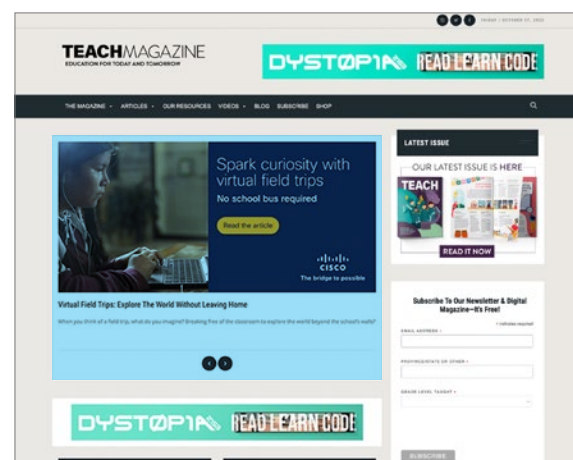 FRIDAY / OCTOBER
TEACHMAGAZINE
EDUCATION FOR TODAY AND TOMORROW
DYSTØP1A READ LEARN CODE
THE MAGAZINE ARTICLES OUR RESOURCES VIDEOS BLOG SUBSCRIBE SHOP
Spark curiosity with
virtual field trips
No school bus required
Read the article
CISCO
The bridge to possible
Virtual Field Trips: Explore The World Without Leaving Home
When you think of a field trip, what do you imagine? Breaking free of the classroom to explore the world beyond the school's walls?
LATEST ISSUE
OUR LATEST ISSUE IS HERE
TEACH
READ IT NOW
Subscribe To Our Newsletter & Digital
Magazine—It's Free!
* indicates required
EMAIL ADDRESS *
PROVINCE/STATE OR OTHER *
GRADE LEVEL TAUGHT *
SUBSCRIBE
DYSTØP1A READ LEARN CODE